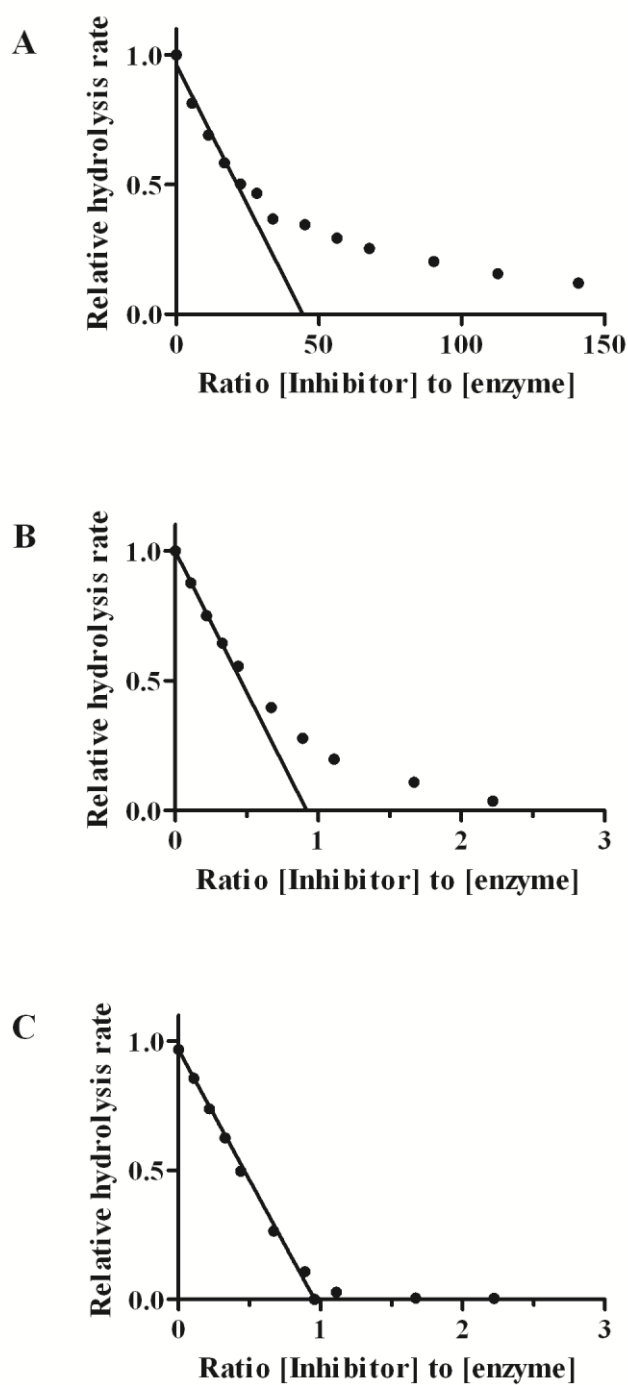 A
Relative hydrolysis rate
1.0
0.5
0.0
0 50 100 150
Ratio [Inhibitor] to [enzyme]
B
Relative hydrolysis rate
1.0
0.5
0.0
0 1 2 3
Ratio [Inhibitor] to [enzyme]
C
Relative hydrolysis rate
1.0
0.5
0.0
0 1 2 3
Ratio [Inhibitor] to [enzyme]